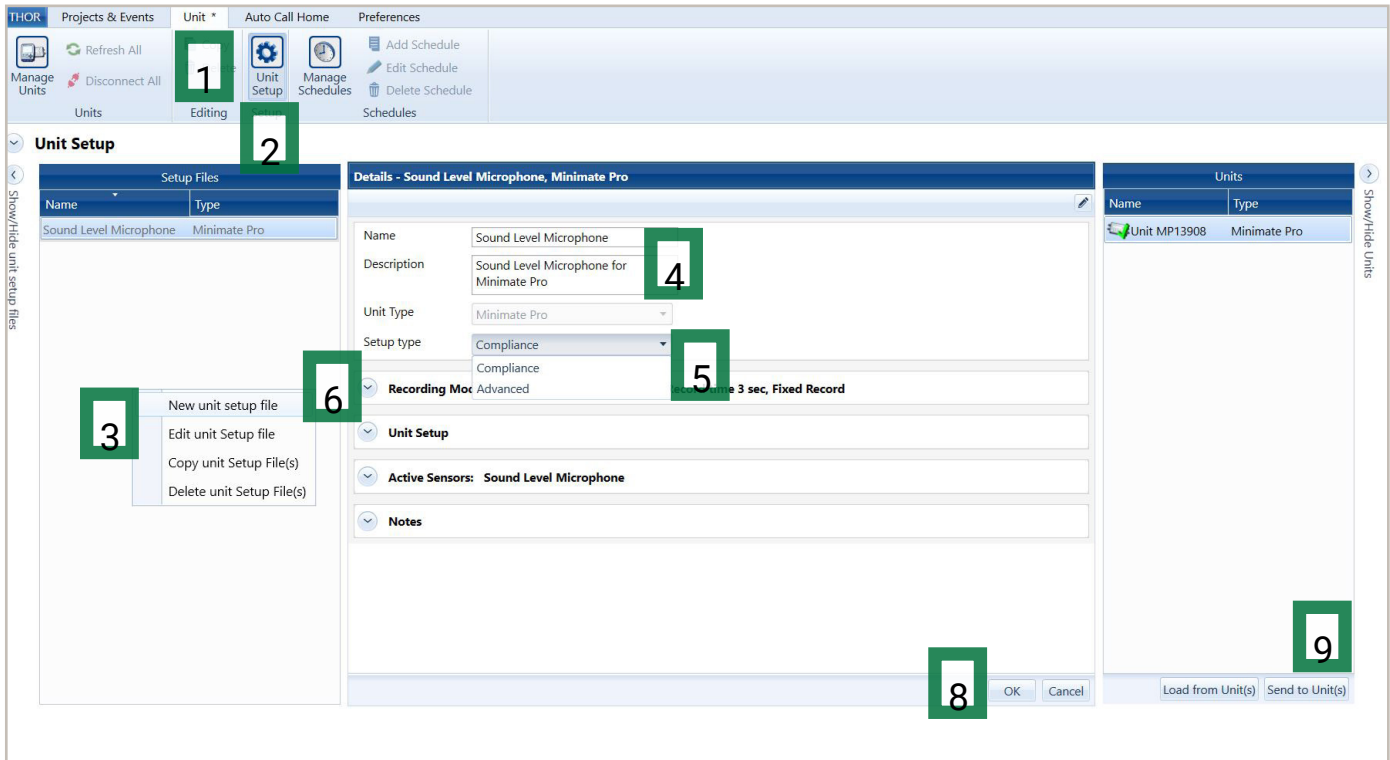 THOR Projects & Events Unit * Auto Call Home Preferences
Manage Units
Refresh All
Disconnect All
Units
1
Editing
Unit Setup
Setup
2
Manage Schedules
Add Schedule
Edit Schedule
Delete Schedule
Schedules
Unit Setup
Show/Hide unit setup files
Setup Files
Name Type
Sound Level Microphone Minimate Pro
3
New unit setup file
Edit unit Setup file
Copy unit Setup File(s)
Delete unit Setup File(s)
6
Details - Sound Level Microphone, Minimate Pro
Name Sound Level Microphone
4
Description Sound Level Microphone for
Minimate Pro
Unit Type Minimate Pro
Setup type Compliance
5
Compliance
Advanced
Recording Mo
me 3 sec, Fixed Record
Unit Setup
Active Sensors: Sound Level Microphone
Notes
8
OK Cancel
Units
Name Type
Unit MP13908 Minimate Pro
Show/Hide Units
9
Load from Unit(s) Send to Unit(s)